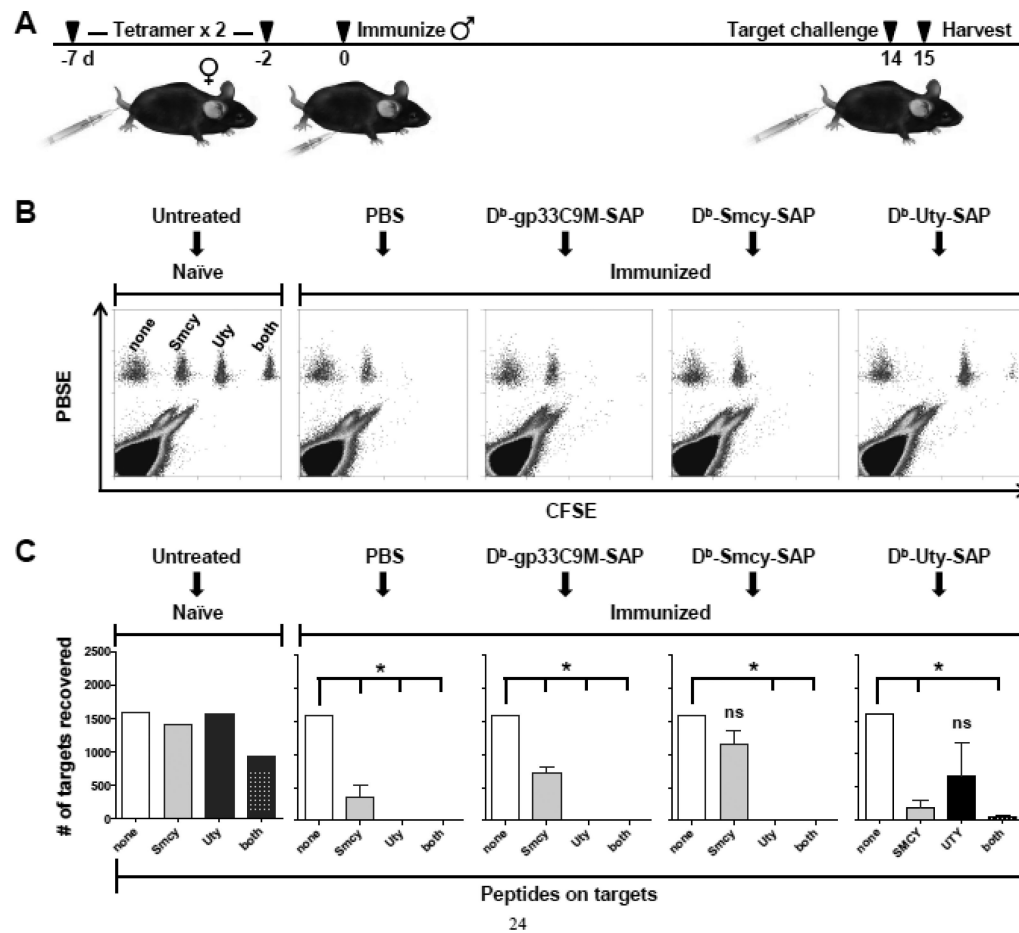 A
Tetramer x 2
Immunize ♂
Target challenge
Harvest
-7 d
-2
0
14
15
♀
B
Untreated
PBS
Dᵇ-gp33C9M-SAP
Dᵇ-Smcy-SAP
Dᵇ-Uty-SAP
Naïve
Immunized
none
Smcy
Uty
both
PBSE
CFSE
C
Untreated
PBS
Dᵇ-gp33C9M-SAP
Dᵇ-Smcy-SAP
Dᵇ-Uty-SAP
Naïve
Immunized
# of targets recovered
2500
2000
1500
1000
500
0
*
*
*
ns
*
ns
none Smcy Uty both
none Smcy Uty both
none Smcy Uty both
none Smcy Uty both
none SMCY UTY both
Peptides on targets
24